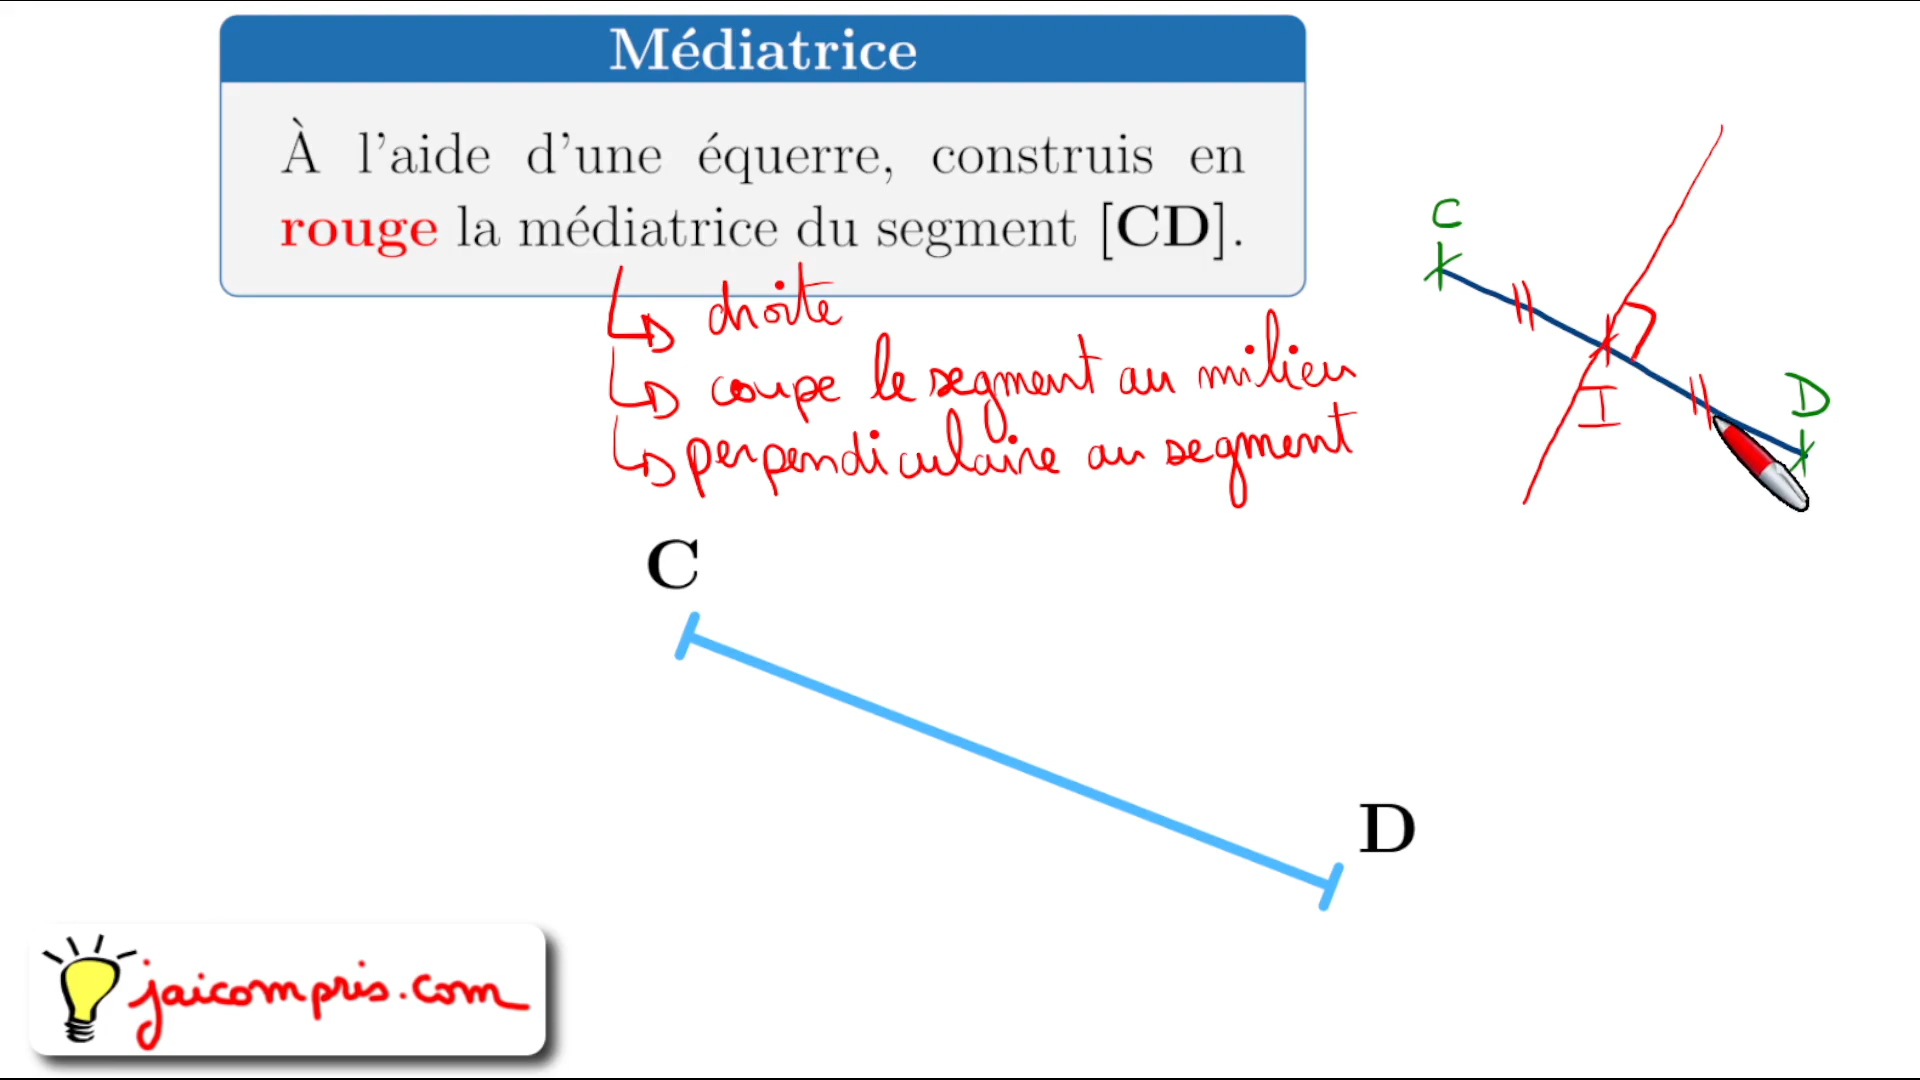 Médiatrice
À l'aide d'une équerre, construis en
rouge la médiatrice du segment [CD].
droite
coupe le segment au milieu
perpendiculaire au segment
C
I
D
C
D
jaicompris.com